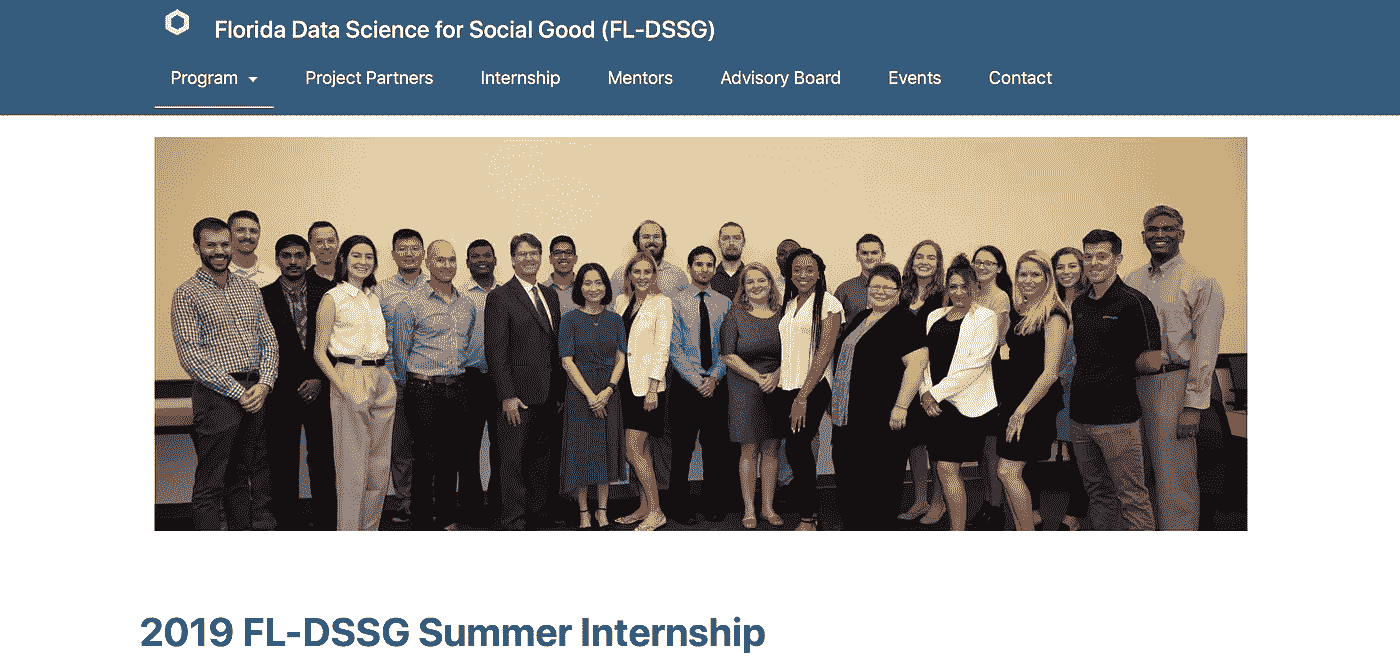 Florida Data Science for Social Good (FL-DSSG)
Program Project Partners Internship Mentors Advisory Board Events Contact
2019 FL-DSSG Summer Internship